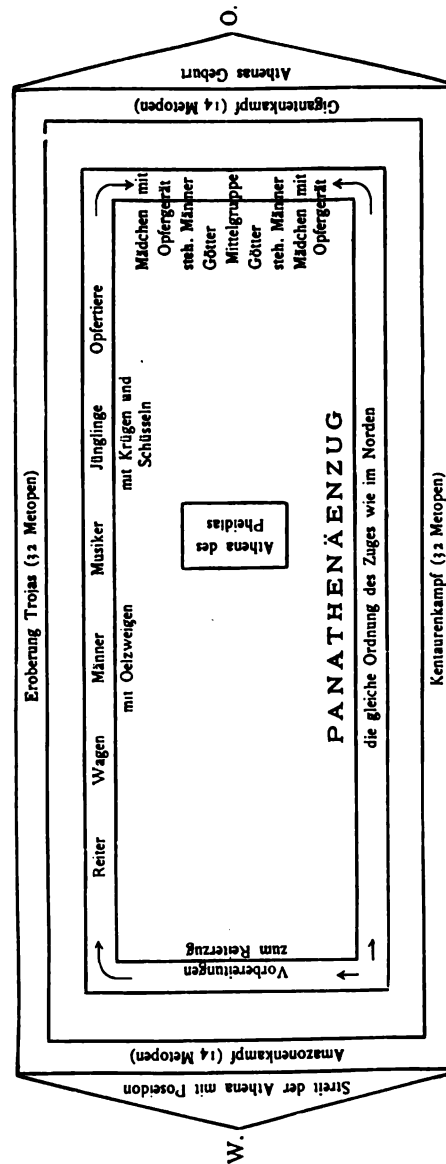 W.
Streit der Athena mit Poseidon
Amazonenkampf (14 Metopen)
Eroberung Trojas (32 Metopen)
Reiter Wagen Männer Musiker Jünglinge Opfertiere
mit Oelzweigen
mit Krügen und
Schüsseln
Vorbereitungen
zum Reiterzug
Athena des
Pheidias
Mädchen mit
Opfergerät
steh. Männer
Götter
Mittelgruppe
Götter
steh. Männer
Mädchen mit
Opfergerät
PANATHENÄENZUG
die gleiche Ordnung des Zuges wie im Norden
Kentaurenkampf (32 Metopen)
Gigantenkampf (14 Metopen)
Athenas Geburt
O.